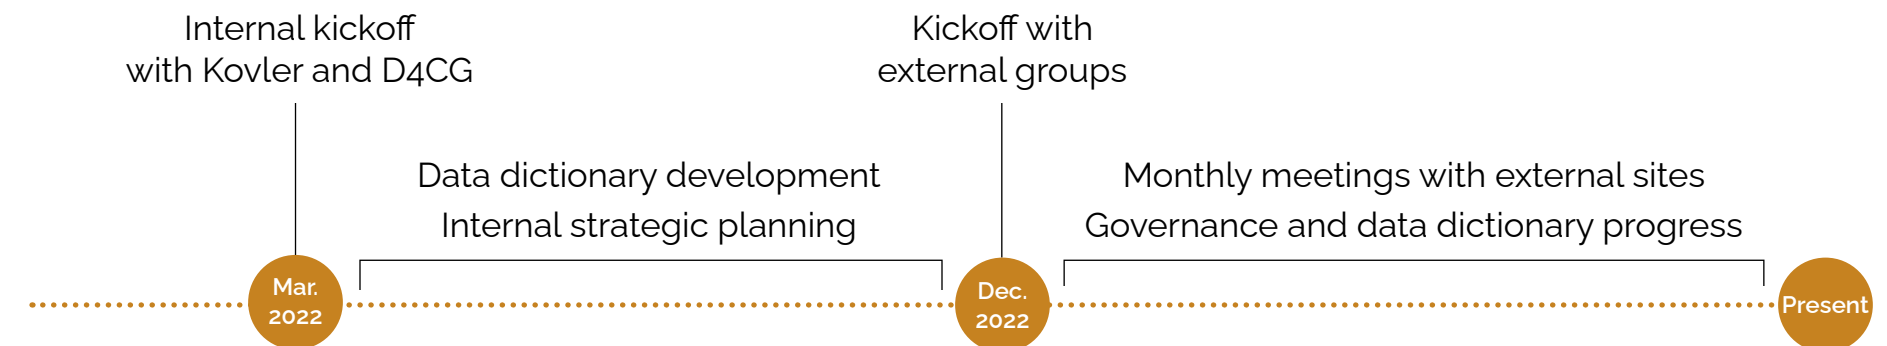 Internal kickoff
with Kovler and D4CG
Kickoff with
external groups
Data dictionary development
Internal strategic planning
Monthly meetings with external sites
Governance and data dictionary progress
Mar.
2022
Dec.
2022
Present